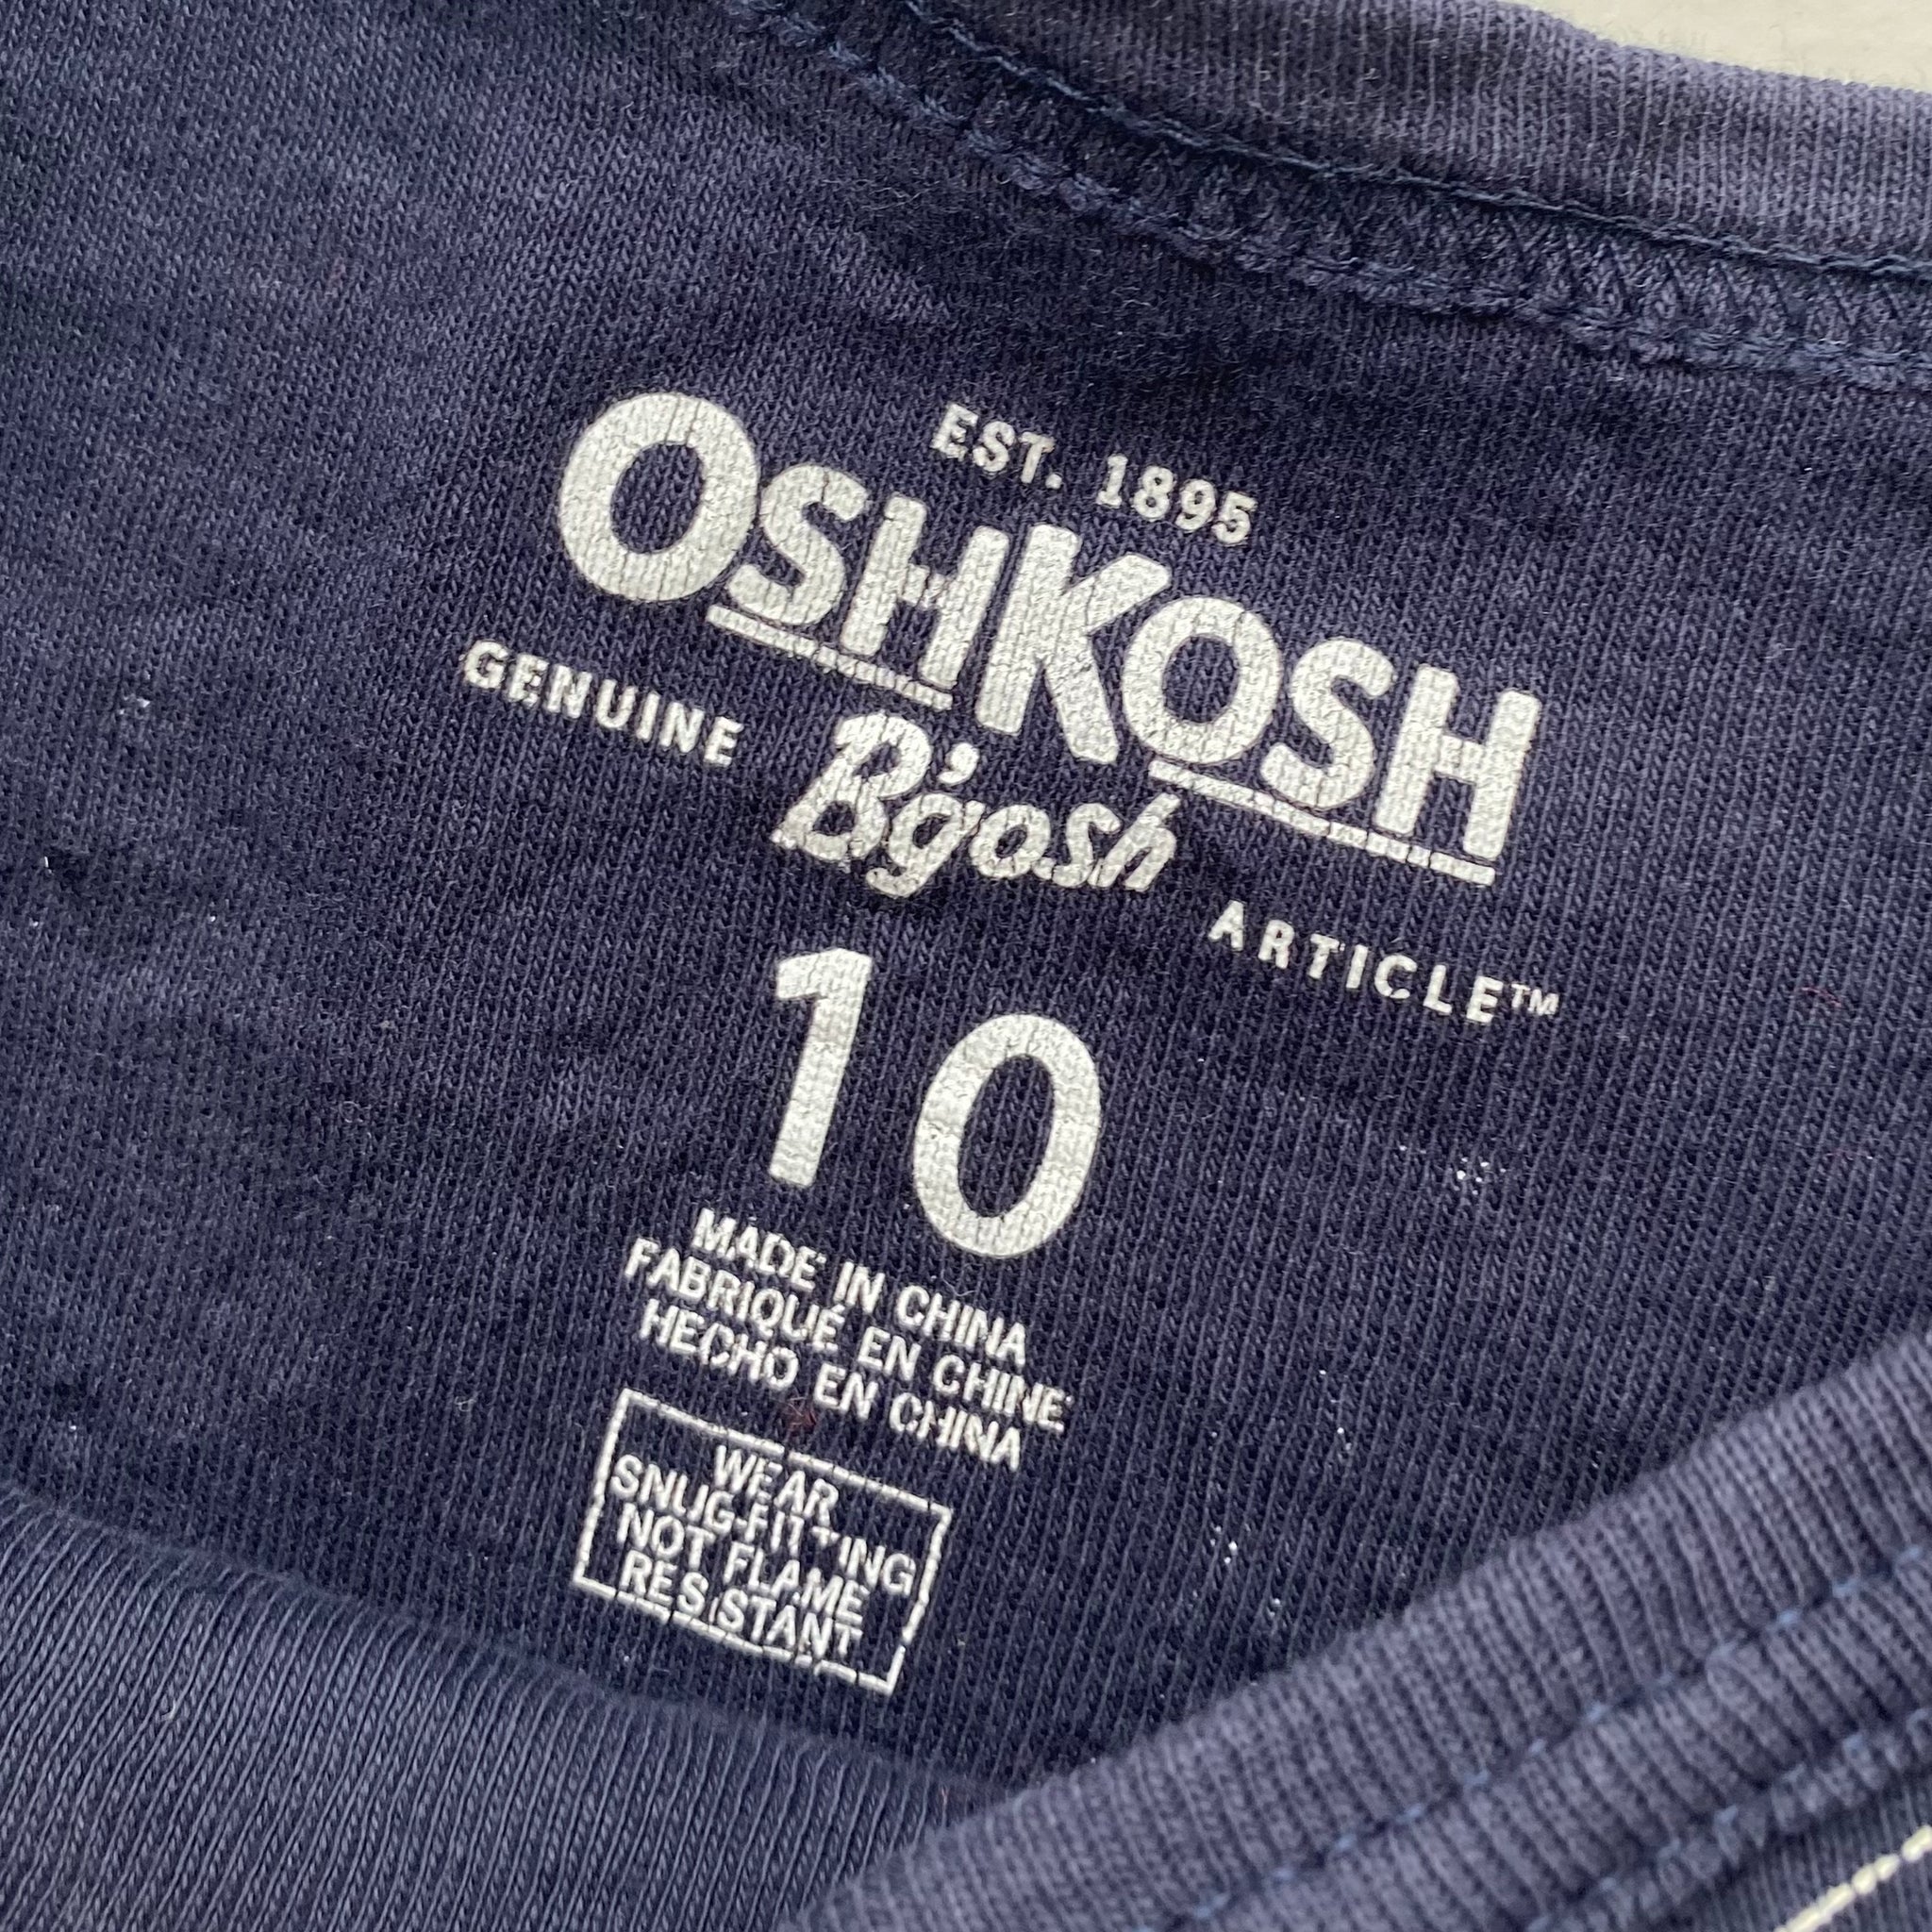 EST. 1895
OSHKOSH
GENUINE B'gosh ARTICLE™
10
MADE IN CHINA
FABRIQUÉ EN CHINE
HECHO EN CHINA
WEAR
SNUG-FITTING
NOT FLAME
RESISTANT